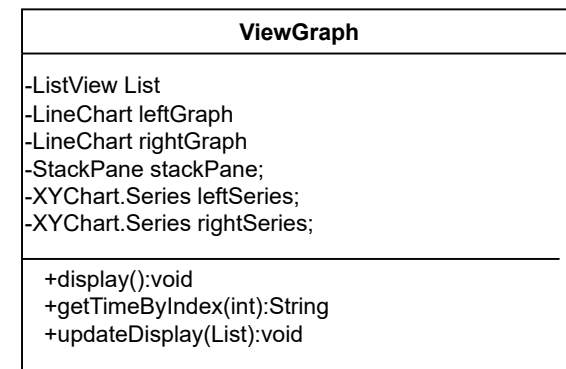 ViewGraph
-ListView List
-LineChart leftGraph
-LineChart rightGraph
-StackPane stackPane;
-XYChart.Series leftSeries;
-XYChart.Series rightSeries;
+display():void
+getTimeByIndex(int):String
+updateDisplay(List):void